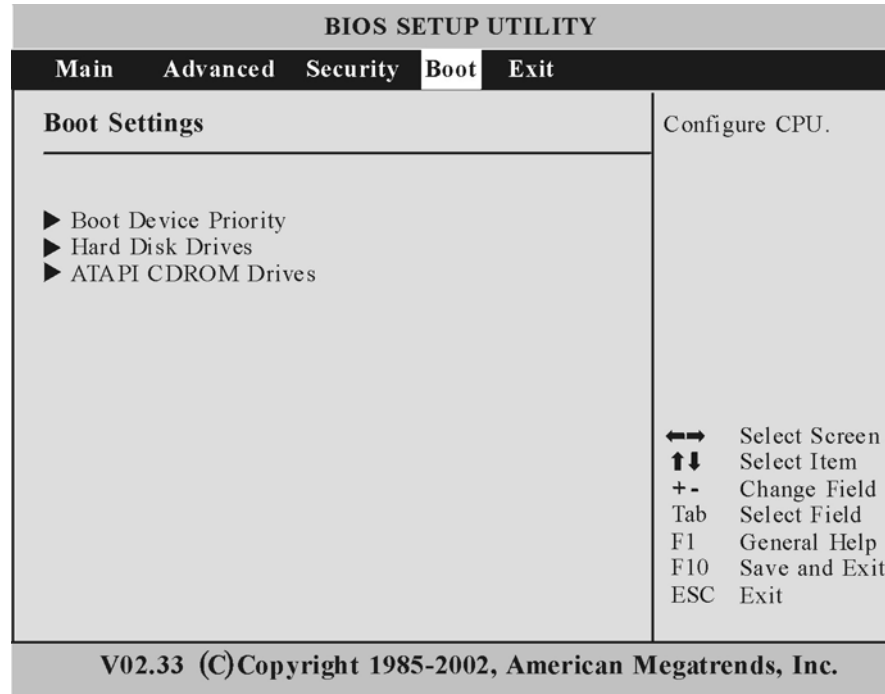 BIOS SETUP UTILITY
Main Advanced Security Boot Exit
Boot Settings
Configure CPU.
▶ Boot Device Priority
▶ Hard Disk Drives
▶ ATAPI CDROM Drives
←→ Select Screen
↑↓ Select Item
+- Change Field
Tab Select Field
F1 General Help
F10 Save and Exit
ESC Exit
V02.33 (C)Copyright 1985-2002, American Megatrends, Inc.